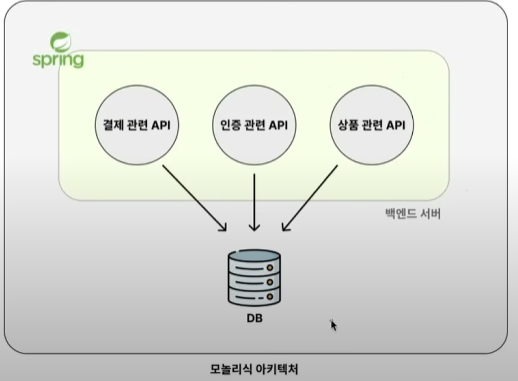 spring
결제 관련 API
인증 관련 API
상품 관련 API
백엔드 서버
DB
모놀리식 아키텍처